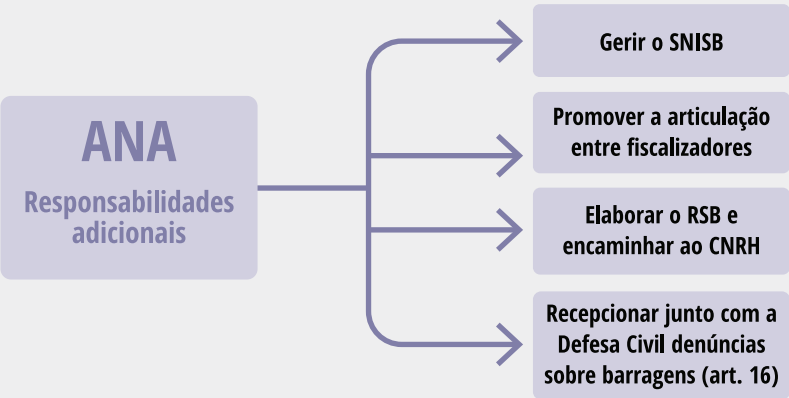 ANA
Responsabilidades
adicionais
Gerir o SNISB
Promover a articulação
entre fiscalizadores
Elaborar o RSB e
encaminhar ao CNRH
Recepcionar junto com a
Defesa Civil denúncias
sobre barragens (art. 16)